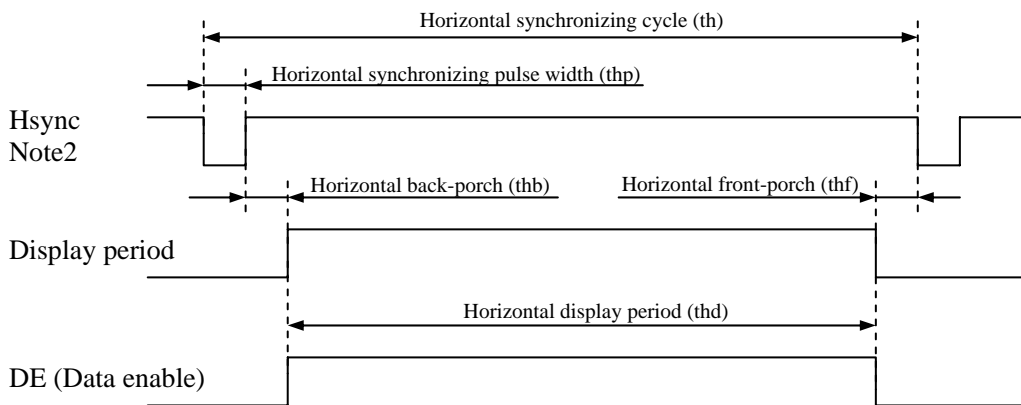 Horizontal synchronizing cycle (th)
Horizontal synchronizing pulse width (thp)
Hsync
Note2
Horizontal back-porch (thb)
Horizontal front-porch (thf)
Display period
Horizontal display period (thd)
DE (Data enable)